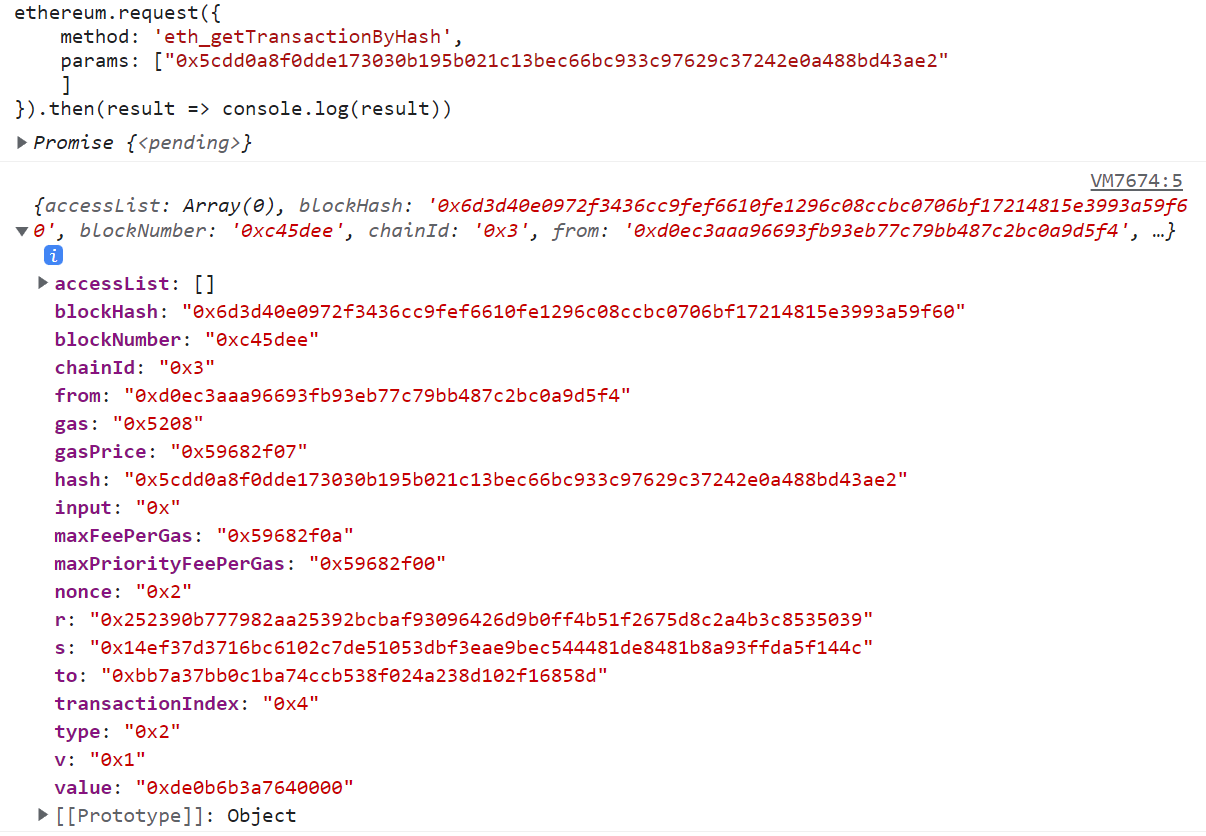 ethereum.request({
method: 'eth_getTransactionByHash',
params: ["0x5cdd0a8f0dde173030b195b021c13bec66bc933c97629c37242e0a488bd43ae2"
]
}).then(result => console.log(result))
Promise {<pending>}
VM7674:5
{accessList: Array(0), blockHash: '0x6d3d40e0972f3436cc9fef6610fe1296c08ccbc0706bf17214815e3993a59f6
0', blockNumber: '0xc45dee', chainId: '0x3', from: '0xd0ec3aaa96693fb93eb77c79bb487c2bc0a9d5f4', …}
i
accessList: []
blockHash: "0x6d3d40e0972f3436cc9fef6610fe1296c08ccbc0706bf17214815e3993a59f60"
blockNumber: "0xc45dee"
chainId: "0x3"
from: "0xd0ec3aaa96693fb93eb77c79bb487c2bc0a9d5f4"
gas: "0x5208"
gasPrice: "0x59682f07"
hash: "0x5cdd0a8f0dde173030b195b021c13bec66bc933c97629c37242e0a488bd43ae2"
input: "0x"
maxFeePerGas: "0x59682f0a"
maxPriorityFeePerGas: "0x59682f00"
nonce: "0x2"
r: "0x252390b777982aa25392bcbaf93096426d9b0ff4b51f2675d8c2a4b3c8535039"
s: "0x14ef37d3716bc6102c7de51053dbf3eae9bec544481de8481b8a93ffda5f144c"
to: "0xbb7a37bb0c1ba74ccb538f024a238d102f16858d"
transactionIndex: "0x4"
type: "0x2"
v: "0x1"
value: "0xde0b6b3a7640000"
[[Prototype]]: Object